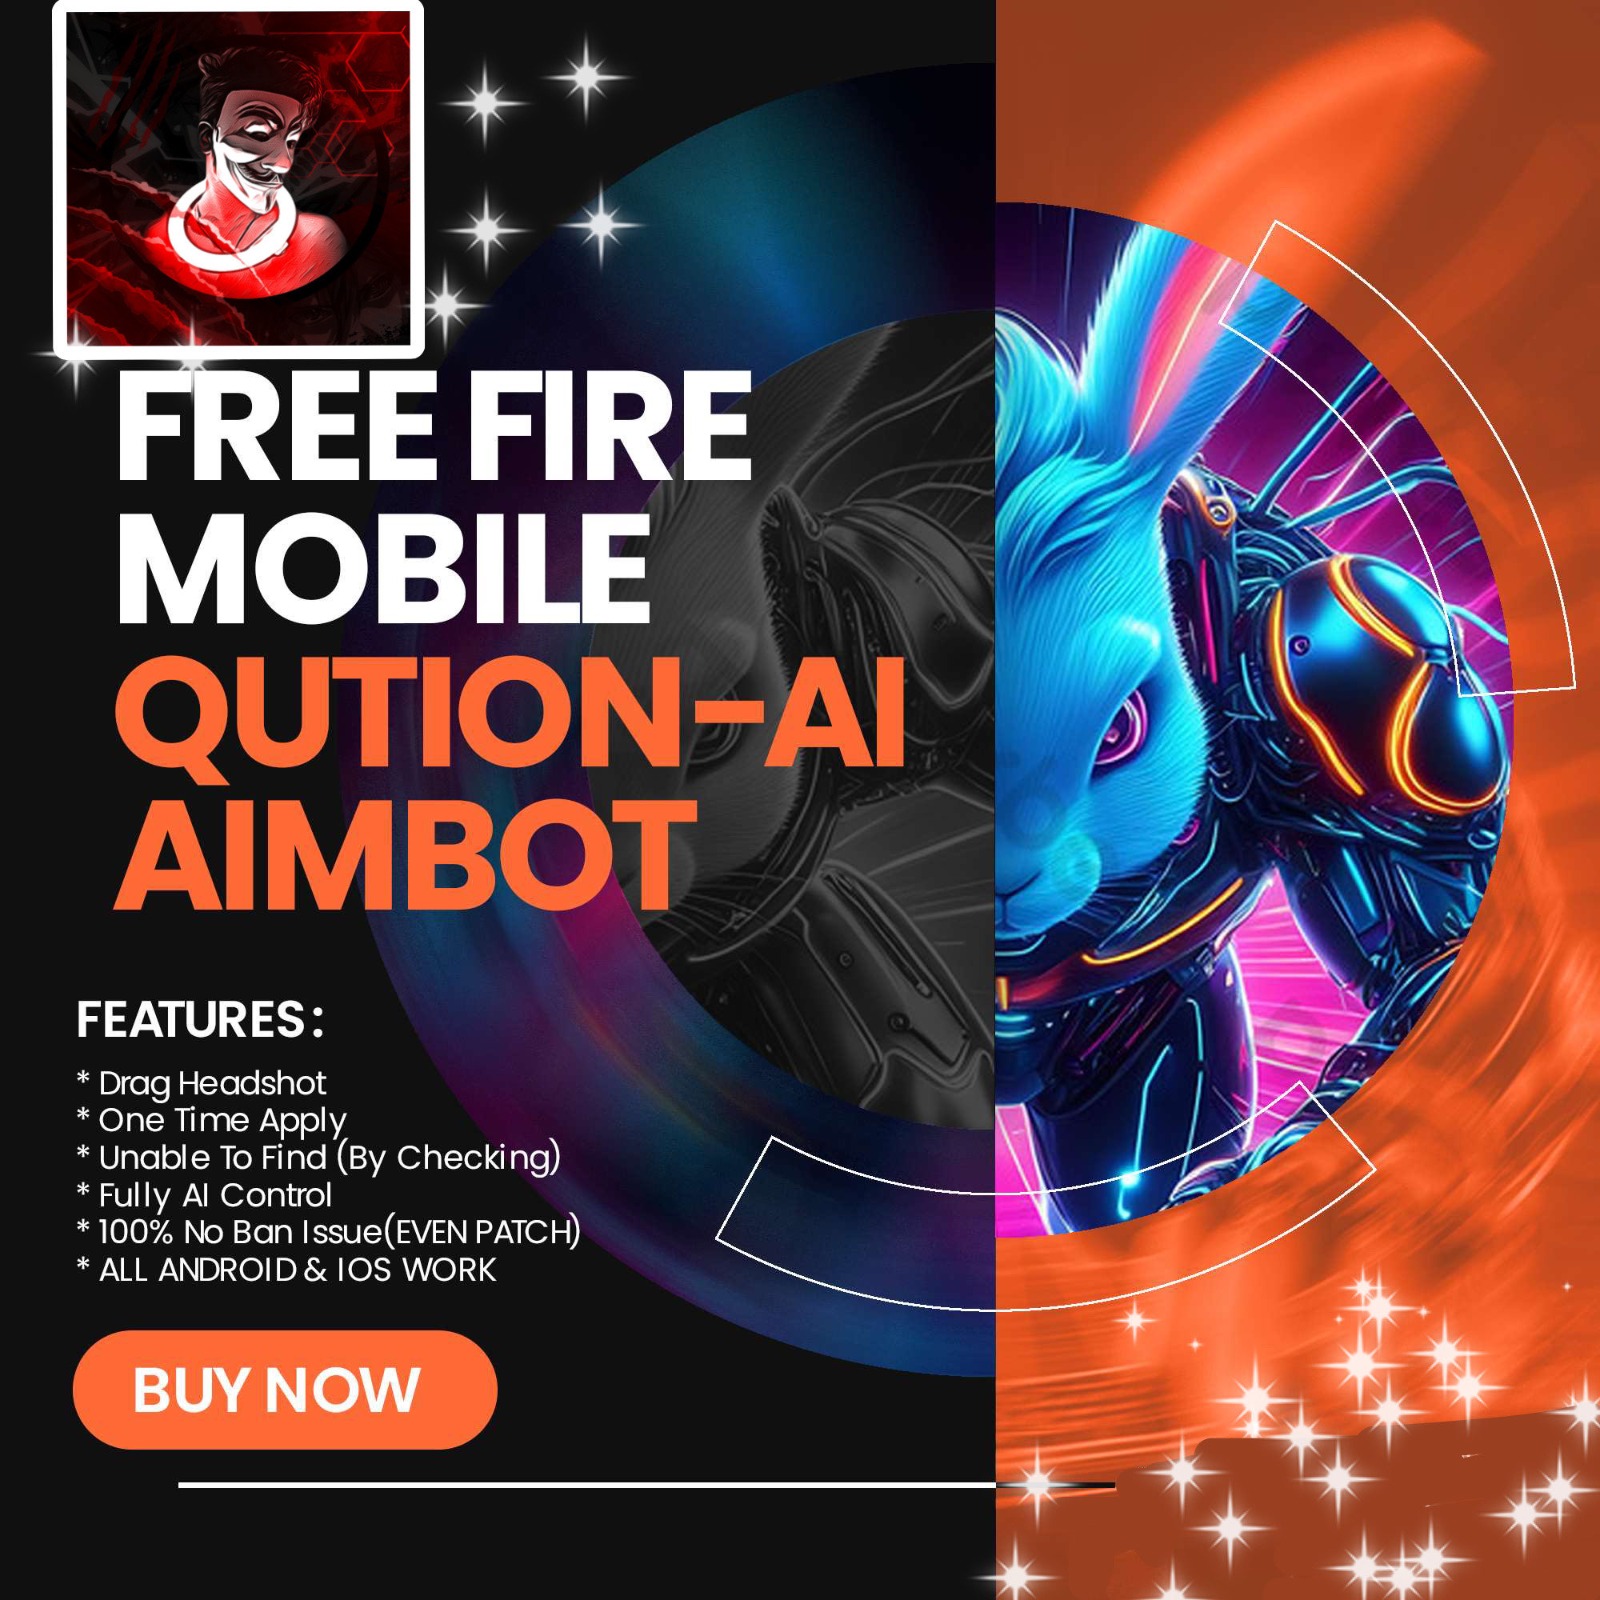 FREE FIRE
MOBILE
QUTION-AI
AIMBOT
FEATURES:
* Drag Headshot
* One Time Apply
* Unable To Find (By Checking)
* Fully AI Control
* 100% No Ban Issue(EVEN PATCH)
* ALL ANDROID & IOS WORK
BUY NOW